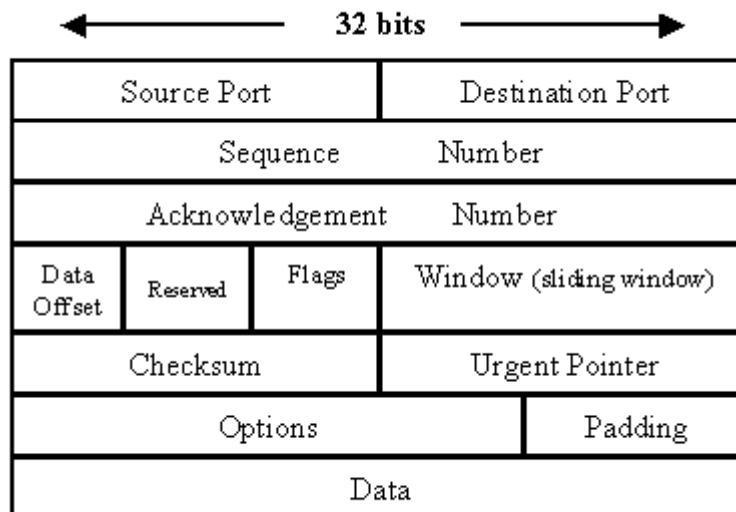 32 bits
Source Port
Destination Port
Sequence Number
Acknowledgement Number
Data
Offset
Reserved
Flags
Window (sliding window)
Checksum
Urgent Pointer
Options
Padding
Data